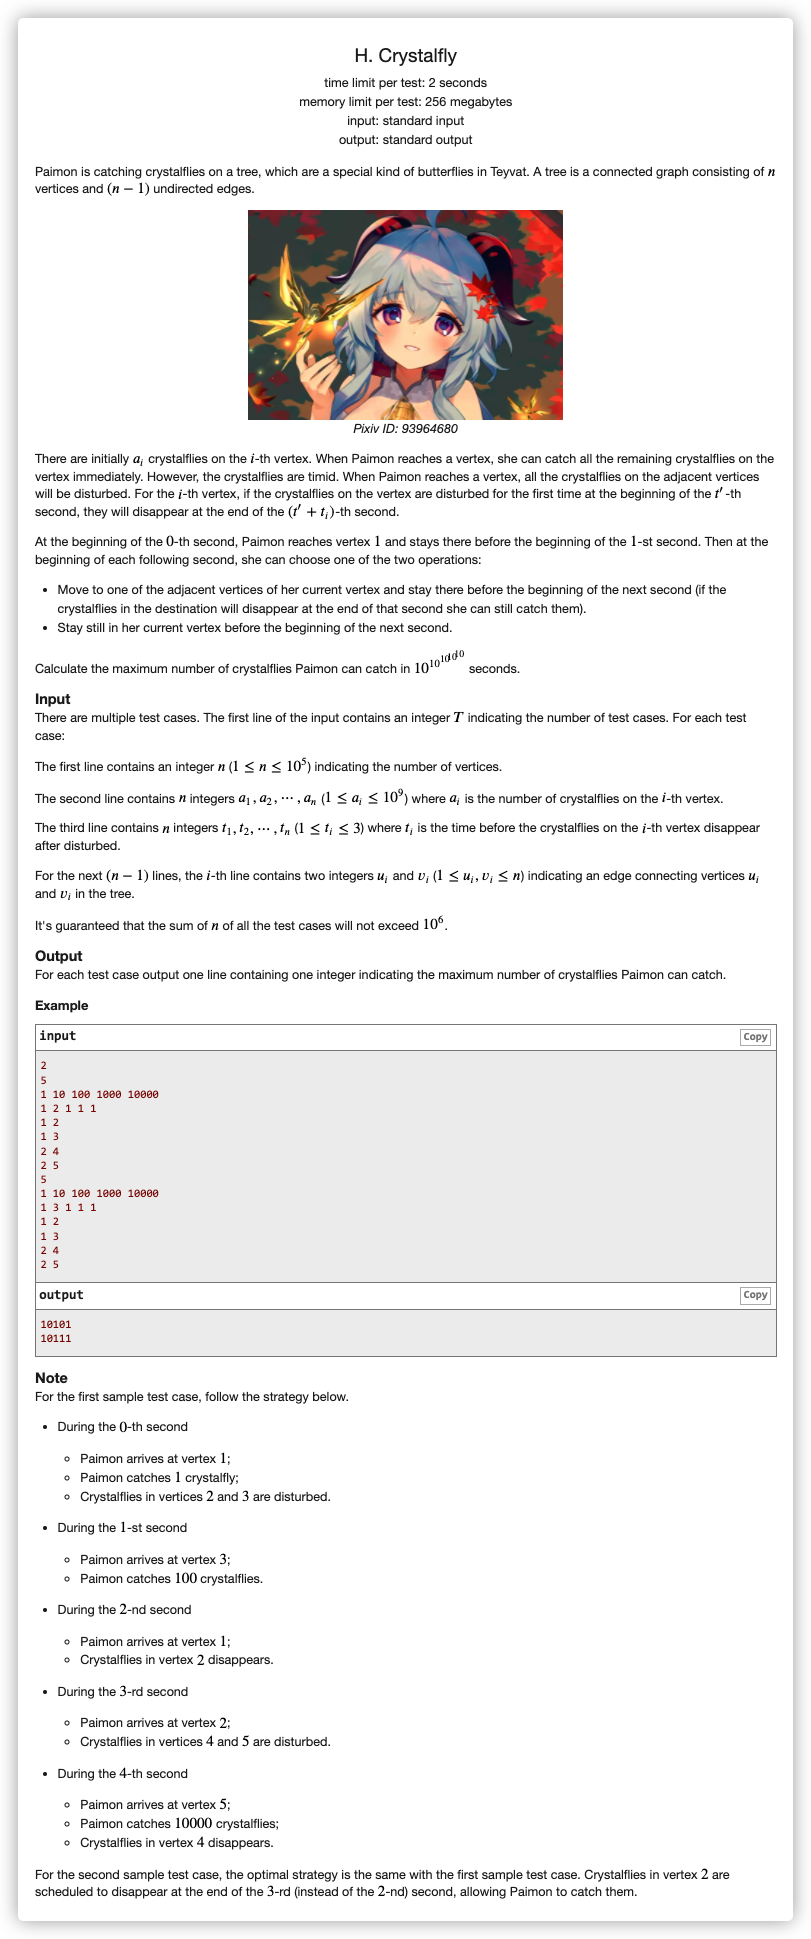 H. Crystalfly
time limit per test: 2 seconds
memory limit per test: 256 megabytes
input: standard input
output: standard output
Paimon is catching crystalflies on a tree, which are a special kind of butterflies in Teyvat. A tree is a connected graph consisting of n
vertices and (n − 1) undirected edges.
Pixiv ID: 93964680
There are initially a_i crystalflies on the i-th vertex. When Paimon reaches a vertex, she can catch all the remaining crystalflies on the
vertex immediately. However, the crystalflies are timid. When Paimon reaches a vertex, all the crystalflies on the adjacent vertices
will be disturbed. For the i-th vertex, if the crystalflies on the vertex are disturbed for the first time at the beginning of the t′-th
second, they will disappear at the end of the (t′ + t_i)-th second.
At the beginning of the 0-th second, Paimon reaches vertex 1 and stays there before the beginning of the 1-st second. Then at the
beginning of each following second, she can choose one of the two operations:
• Move to one of the adjacent vertices of her current vertex and stay there before the beginning of the next second (if the
crystalflies in the destination will disappear at the end of that second she can still catch them).
• Stay still in her current vertex before the beginning of the next second.
Calculate the maximum number of crystalflies Paimon can catch in 10^{10^{10^{10^{10}}}} seconds.
Input
There are multiple test cases. The first line of the input contains an integer T indicating the number of test cases. For each test
case:
The first line contains an integer n (1 ≤ n ≤ 10^5) indicating the number of vertices.
The second line contains n integers a_1, a_2, ⋯, a_n (1 ≤ a_i ≤ 10^9) where a_i is the number of crystalflies on the i-th vertex.
The third line contains n integers t_1, t_2, ⋯, t_n (1 ≤ t_i ≤ 3) where t_i is the time before the crystalflies on the i-th vertex disappear
after disturbed.
For the next (n − 1) lines, the i-th line contains two integers u_i and v_i (1 ≤ u_i, v_i ≤ n) indicating an edge connecting vertices u_i
and v_i in the tree.
It's guaranteed that the sum of n of all the test cases will not exceed 10^6.
Output
For each test case output one line containing one integer indicating the maximum number of crystalflies Paimon can catch.
Example
input Copy
2
5
1 10 100 1000 10000
1 2 1 1 1
1 2
1 3
2 4
2 5
5
1 10 100 1000 10000
1 3 1 1 1
1 2
1 3
2 4
2 5
output Copy
10101
10111
Note
For the first sample test case, follow the strategy below.
• During the 0-th second
◦ Paimon arrives at vertex 1;
◦ Paimon catches 1 crystalfly;
◦ Crystalflies in vertices 2 and 3 are disturbed.
• During the 1-st second
◦ Paimon arrives at vertex 3;
◦ Paimon catches 100 crystalflies.
• During the 2-nd second
◦ Paimon arrives at vertex 1;
◦ Crystalflies in vertex 2 disappears.
• During the 3-rd second
◦ Paimon arrives at vertex 2;
◦ Crystalflies in vertices 4 and 5 are disturbed.
• During the 4-th second
◦ Paimon arrives at vertex 5;
◦ Paimon catches 10000 crystalflies;
◦ Crystalflies in vertex 4 disappears.
For the second sample test case, the optimal strategy is the same with the first sample test case. Crystalflies in vertex 2 are
scheduled to disappear at the end of the 3-rd (instead of the 2-nd) second, allowing Paimon to catch them.